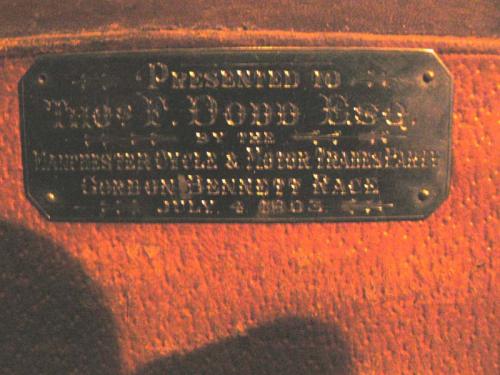 PRESENTED TO
THOS F. DODD ESQ.
BY THE
MANCHESTER CYCLE & MOTOR TRADES PARTY
GORDON BENNETT RACE
JULY 4 1903